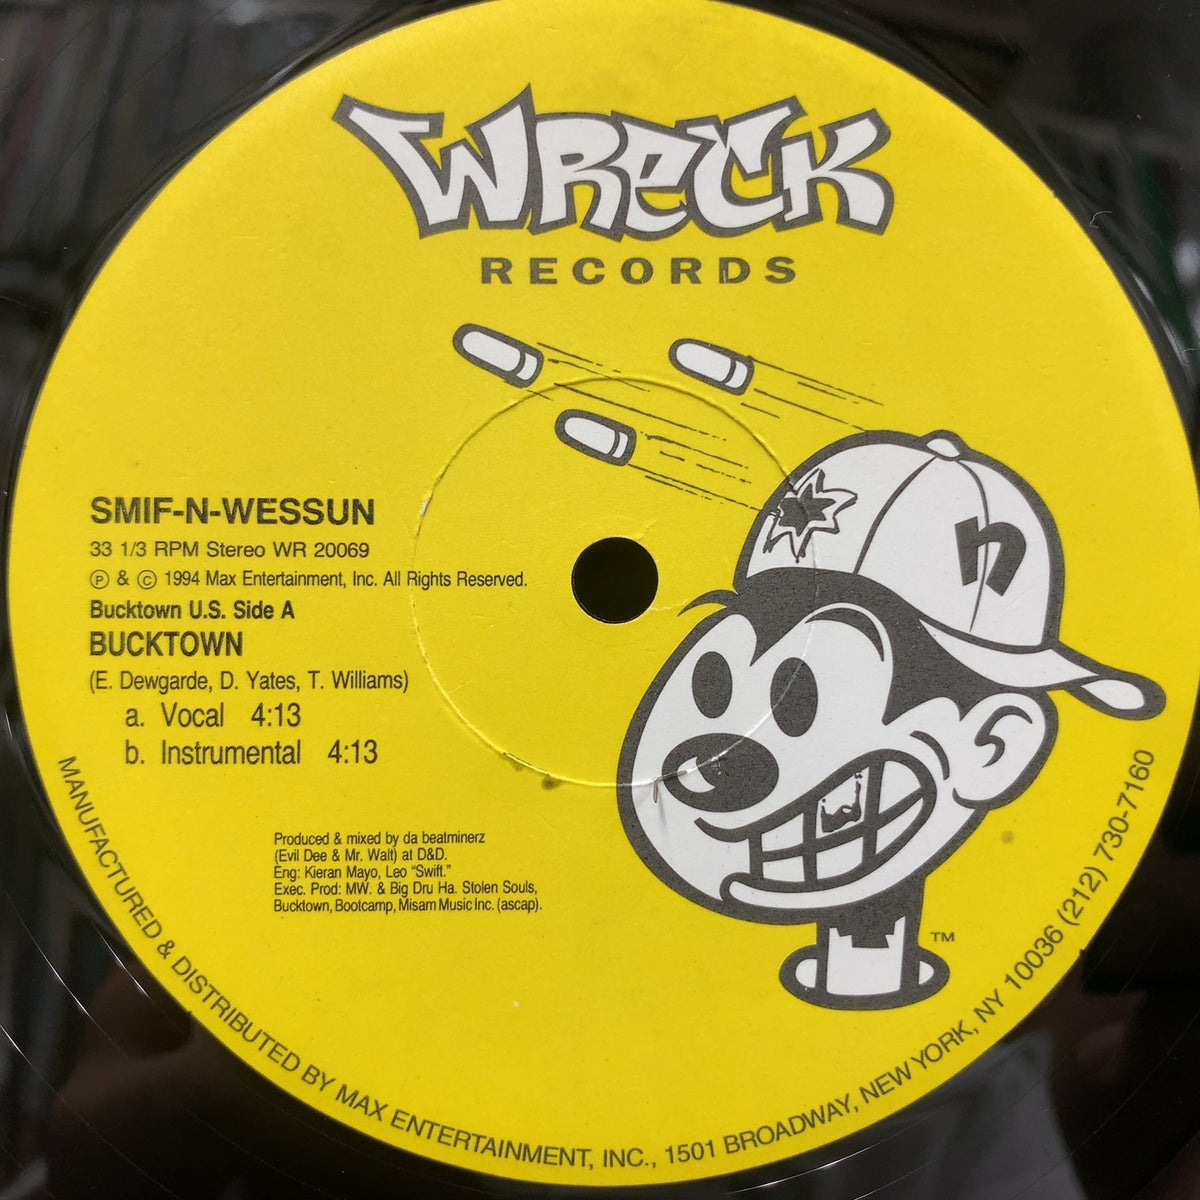 WRECK
RECORDS
n
SMIF-N-WESSUN
33 1/3 RPM Stereo WR 20069
Ⓟ & © 1994 Max Entertainment, Inc. All Rights Reserved.
Bucktown U.S. Side A
BUCKTOWN
(E. Dewgarde, D. Yates, T. Williams)
a. Vocal 4:13
b. Instrumental 4:13
Produced & mixed by da beatminerz
(Evil Dee & Mr. Walt) at D&D.
Eng: Kieran Mayo, Leo "Swift."
Exec. Prod: MW. & Big Dru Ha. Stolen Souls,
Bucktown, Bootcamp, Misam Music Inc. (ascap).
TM
MANUFACTURED & DISTRIBUTED BY MAX ENTERTAINMENT, INC., 1501 BROADWAY, NEW YORK, NY 10036 (212) 730-7160